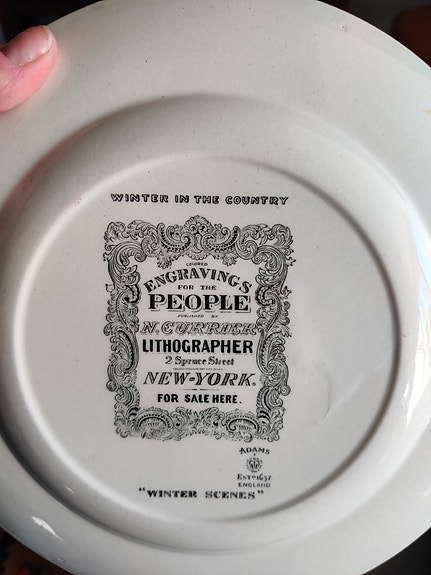 WINTER IN THE COUNTRY
COLORED
ENGRAVINGS
FOR THE
PEOPLE
PUBLISHED BY
N. CURRIER
LITHOGRAPHER
2 Spruce Street
NEW-YORK.
FOR SALE HERE.
ADAMS
ESTD 1657
ENGLAND
"WINTER SCENES"